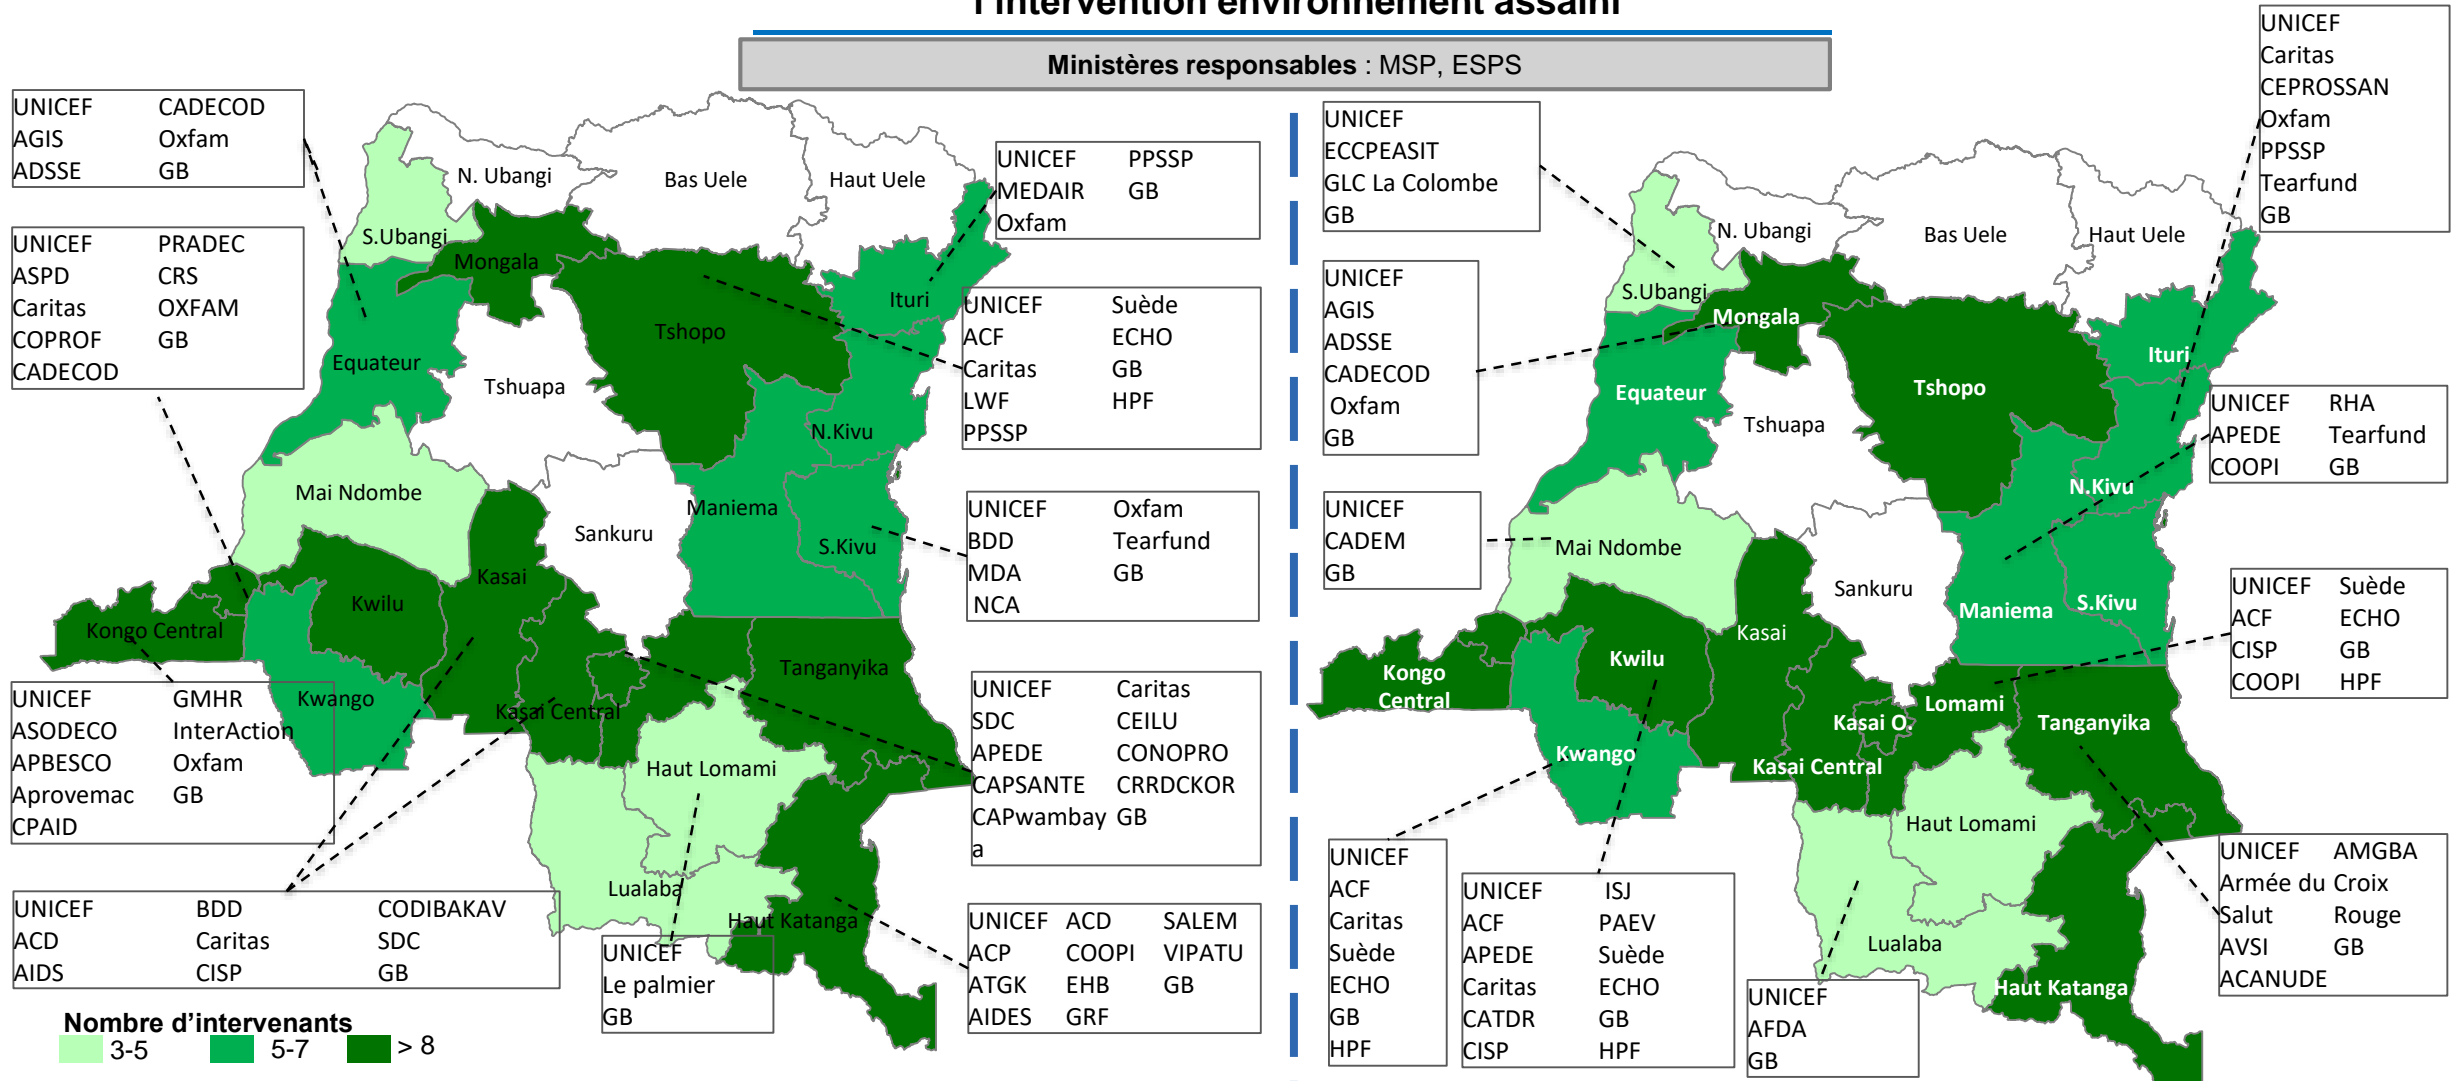 l'intervention environnement assaini
Ministères responsables : MSP, ESPS
UNICEF CADECOD
AGIS Oxfam
ADSSE GB
UNICEF PRADEC
ASPD CRS
Caritas OXFAM
COPROF GB
CADECOD
UNICEF PPSSP
MEDAIR GB
Oxfam
UNICEF Suède
ACF ECHO
Caritas GB
LWF HPF
PPSSP
UNICEF Oxfam
BDD Tearfund
MDA GB
NCA
UNICEF Caritas
SDC CEILU
APEDE CONOPRO
CAPSANTE CRRDCKOR
CAPwambay GB
a
UNICEF GMHR
ASODECO InterAction
APBESCO Oxfam
Aprovemac GB
CPAID
UNICEF BDD CODIBAKAV
ACD Caritas SDC
AIDS CISP GB
UNICEF
Le palmier
GB
UNICEF ACD SALEM
ACP COOPI VIPATU
ATGK EHB GB
AIDES GRF
N. Ubangi
Bas Uele
Haut Uele
S.Ubangi
Mongala
Ituri
Tshopo
Equateur
Tshuapa
N.Kivu
Mai Ndombe
Maniema
Sankuru
S.Kivu
Kasai
Kwilu
Kongo Central
Tanganyika
Kwango
Kasai Central
Haut Lomami
Lualaba
Haut Katanga
Nombre d'intervenants
3-5 5-7 > 8
UNICEF
ECCPEASIT
GLC La Colombe
GB
UNICEF
AGIS
ADSSE
CADECOD
Oxfam
GB
UNICEF
CADEM
GB
UNICEF
Caritas
CEPROSSAN
Oxfam
PPSSP
Tearfund
GB
UNICEF RHA
APEDE Tearfund
COOPI GB
UNICEF Suède
ACF ECHO
CISP GB
COOPI HPF
UNICEF AMGBA
Armée du Croix
Salut Rouge
AVSI GB
ACANUDE
UNICEF
ACF
Caritas
Suède
ECHO
GB
HPF
UNICEF ISJ
ACF PAEV
APEDE Suède
Caritas ECHO
CATDR GB
CISP HPF
UNICEF
AFDA
GB
N. Ubangi
Bas Uele
Haut Uele
S.Ubangi
Mongala
Ituri
Equateur
Tshopo
Tshuapa
N.Kivu
Mai Ndombe
Sankuru
Maniema
S.Kivu
Kasai
Kwilu
Kongo
Central
Lomami
Kasai O.
Tanganyika
Kwango
Kasai Central
Haut Lomami
Lualaba
Haut Katanga